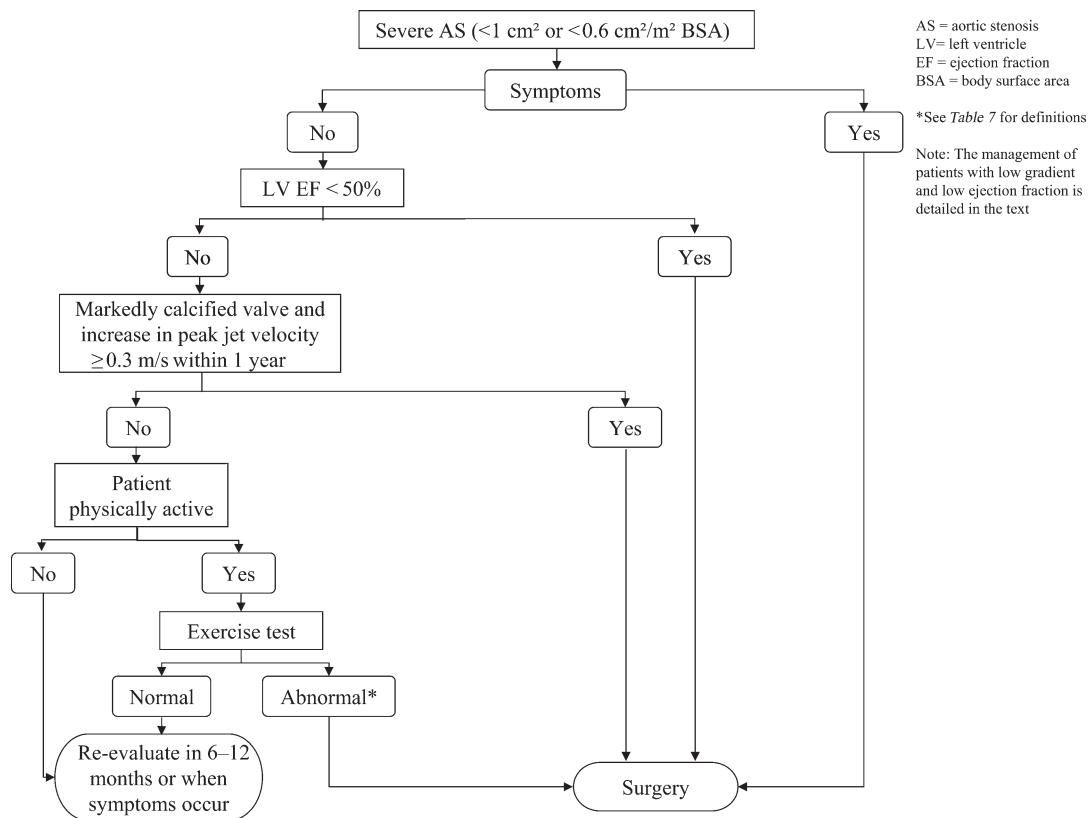 Severe AS (<1 cm² or <0.6 cm²/m² BSA)
AS = aortic stenosis
LV= left ventricle
EF = ejection fraction
BSA = body surface area
*See Table 7 for definitions
Note: The management of
patients with low gradient
and low ejection fraction is
detailed in the text
Symptoms
No
Yes
LV EF < 50%
No
Yes
Markedly calcified valve and
increase in peak jet velocity
≥0.3 m/s within 1 year
No
Yes
Patient
physically active
No
Yes
Exercise test
Normal
Abnormal*
Re-evaluate in 6–12
months or when
symptoms occur
Surgery